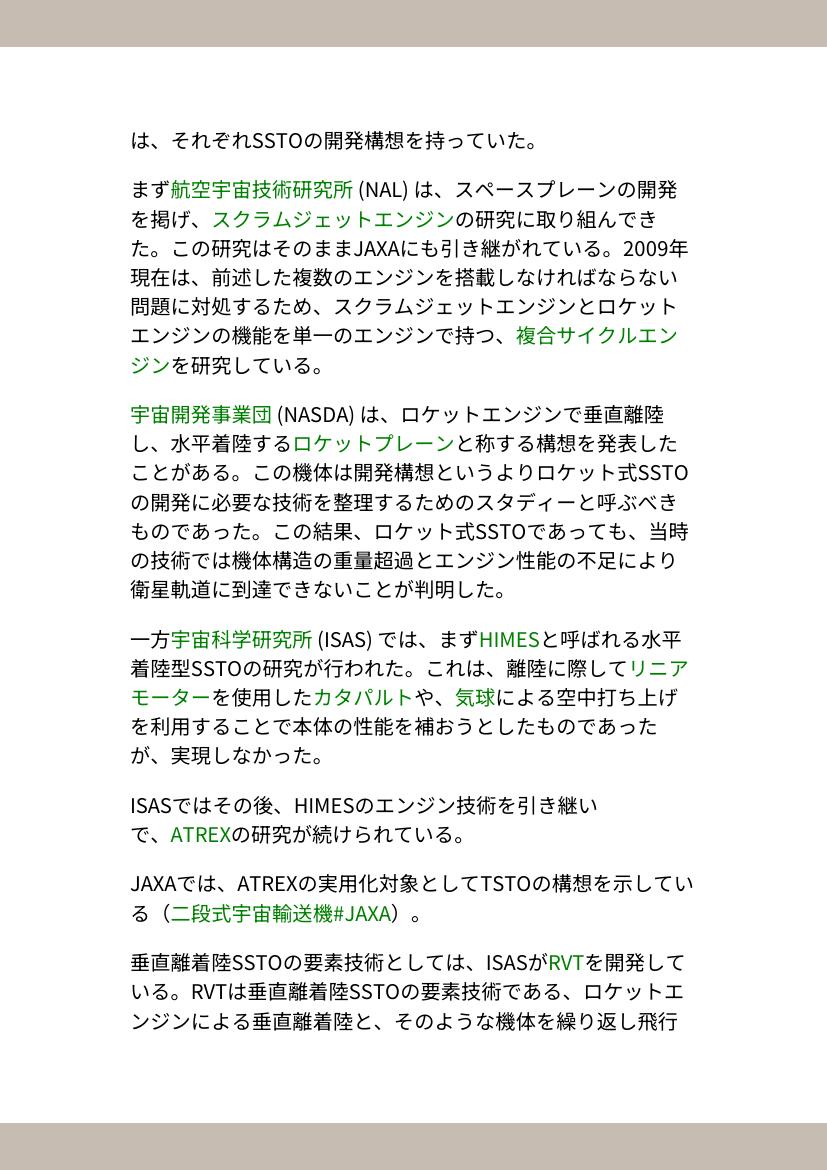 は、それぞれSSTOの開発構想を持っていた。
まず航空宇宙技術研究所 (NAL) は、スペースプレーンの開発
を掲げ、スクラムジェットエンジンの研究に取り組んでき
た。この研究はそのままJAXAにも引き継がれている。2009年
現在は、前述した複数のエンジンを搭載しなければならない
問題に対処するため、スクラムジェットエンジンとロケット
エンジンの機能を単一のエンジンで持つ、複合サイクルエン
ジンを研究している。
宇宙開発事業団 (NASDA) は、ロケットエンジンで垂直離陸
し、水平着陸するロケットプレーンと称する構想を発表した
ことがある。この機体は開発構想というよりロケット式SSTO
の開発に必要な技術を整理するためのスタディーと呼ぶべき
ものであった。この結果、ロケット式SSTOであっても、当時
の技術では機体構造の重量超過とエンジン性能の不足により
衛星軌道に到達できないことが判明した。
一方宇宙科学研究所 (ISAS) では、まずHIMESと呼ばれる水平
着陸型SSTOの研究が行われた。これは、離陸に際してリニア
モーターを使用したカタパルトや、気球による空中打ち上げ
を利用することで本体の性能を補おうとしたものであった
が、実現しなかった。
ISASではその後、HIMESのエンジン技術を引き継い
で、ATREXの研究が続けられている。
JAXAでは、ATREXの実用化対象としてTSTOの構想を示してい
る（二段式宇宙輸送機#JAXA）。
垂直離着陸SSTOの要素技術としては、ISASがRVTを開発して
いる。RVTは垂直離着陸SSTOの要素技術である、ロケットエ
ンジンによる垂直離着陸と、そのような機体を繰り返し飛行